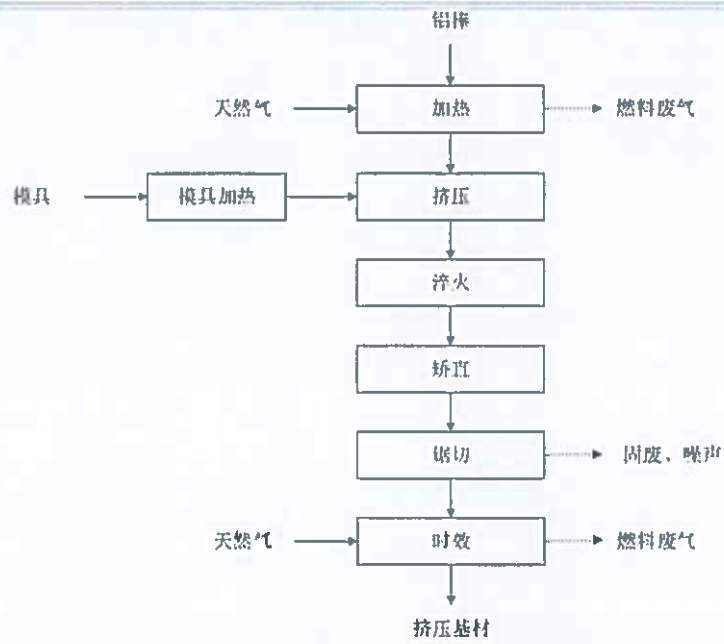 铝棒
天然气 加热 燃料废气
模具 模具加热 挤压
淬火
矫直
锯切 固废、噪声
天然气 时效 燃料废气
挤压基材